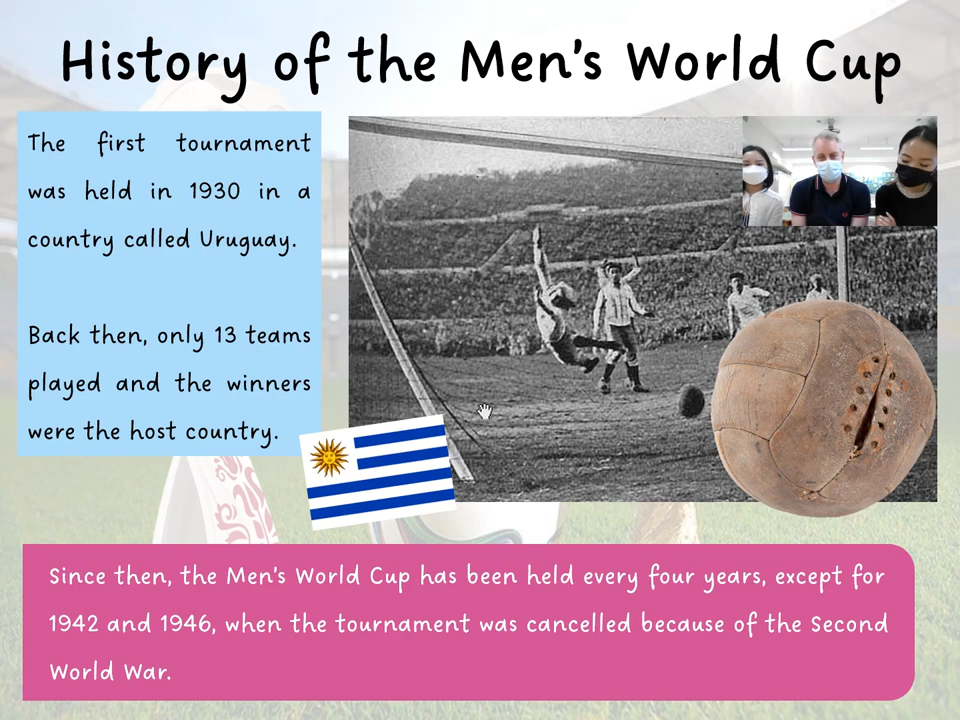 History of the Men's World Cup
The first tournament
was held in 1930 in a
country called Uruguay.
Back then, only 13 teams
played and the winners
were the host country.
Since then, the Men's World Cup has been held every four years, except for
1942 and 1946, when the tournament was cancelled because of the Second
World War.